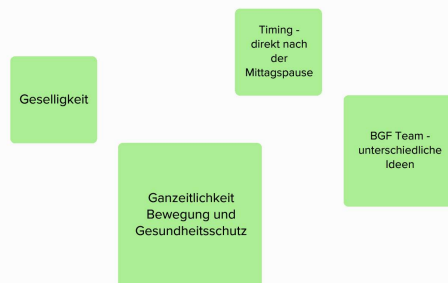 Timing -
direkt nach
der
Mittagspause
Geselligkeit
BGF Team -
unterschiedliche
Ideen
Ganzeitlichkeit
Bewegung und
Gesundheitsschutz